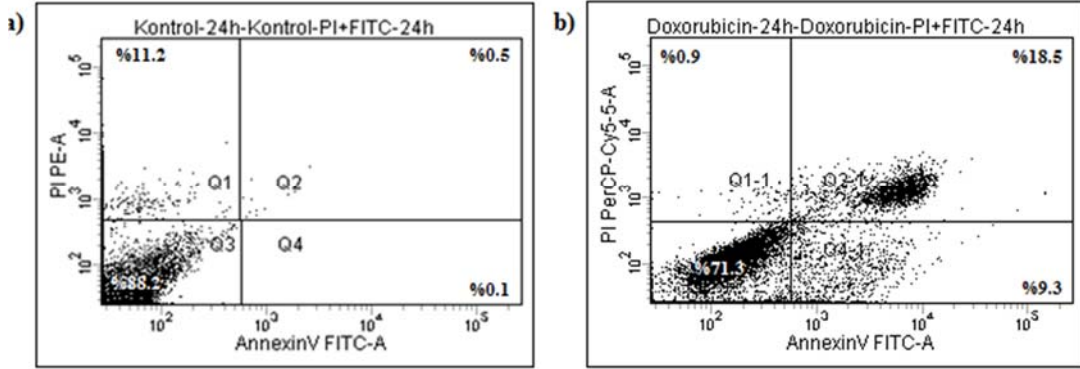 a)
Kontrol-24h-Kontrol-PI+FITC-24h
%11.2
%0.5
10^5
10^4
10^3
10^2
PI PE-A
Q1
Q2
Q3
Q4
%88.2
%0.1
10^2
10^3
10^4
10^5
AnnexinV FITC-A
b)
Doxorubicin-24h-Doxorubicin-PI+FITC-24h
%0.9
%18.5
10^5
10^4
10^3
10^2
PI PerCP-Cy5-5-A
Q1-1
Q2-1
Q4-1
%71.3
%9.3
10^2
10^3
10^4
10^5
AnnexinV FITC-A